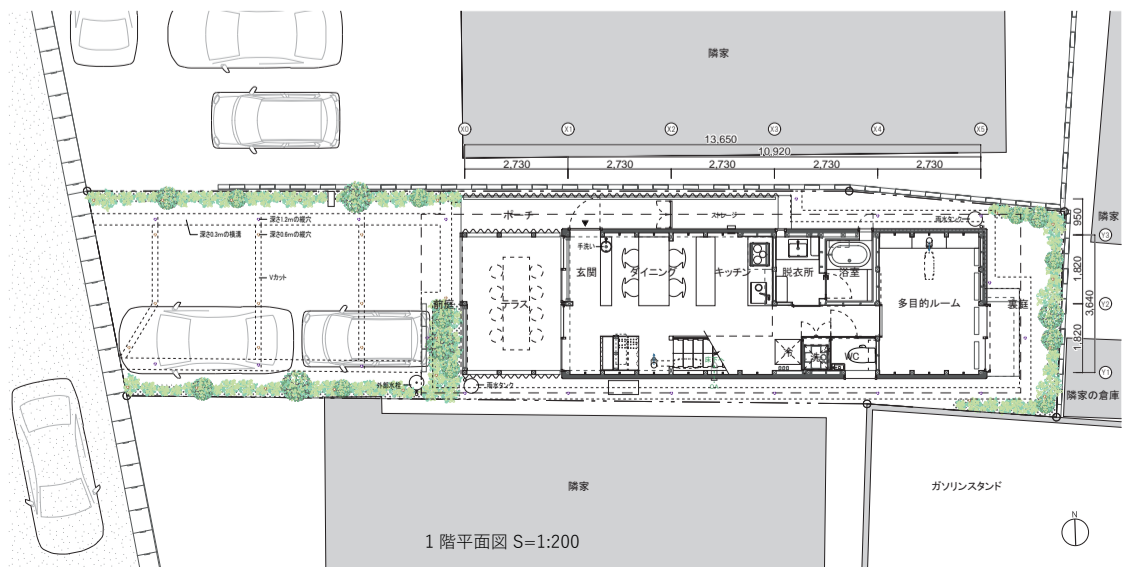 隣家
X0
X1
X2
X3
X4
X5
13,650
10,920
2,730
2,730
2,730
2,730
2,730
深さ1.2mの縦穴
深さ0.3mの横溝
深さ0.6mの縦穴
ポーチ
ストレージ
雨水タンク
950
隣家
Y3
手洗い
玄関
ダイニング
キッチン
脱衣所
浴室
1,820
Vカット
前庭
テラス
多目的ルーム
裏庭
3,640
Y2
1,820
冷
洗
WC
Y1
外部水栓
雨水タンク
隣家の倉庫
隣家
ガソリンスタンド
N
1 階平面図 S=1:200